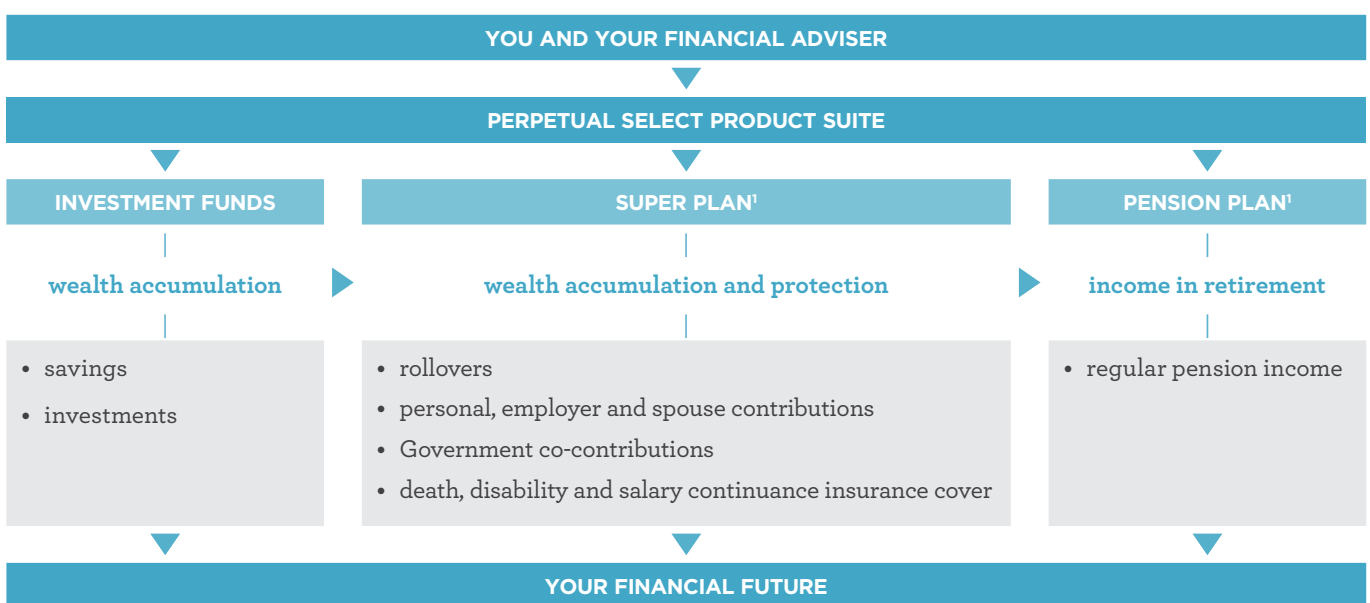 YOU AND YOUR FINANCIAL ADVISER
PERPETUAL SELECT PRODUCT SUITE
INVESTMENT FUNDS
SUPER PLAN¹
PENSION PLAN¹
wealth accumulation
wealth accumulation and protection
income in retirement
• savings
• investments
• rollovers
• personal, employer and spouse contributions
• Government co-contributions
• death, disability and salary continuance insurance cover
• regular pension income
YOUR FINANCIAL FUTURE